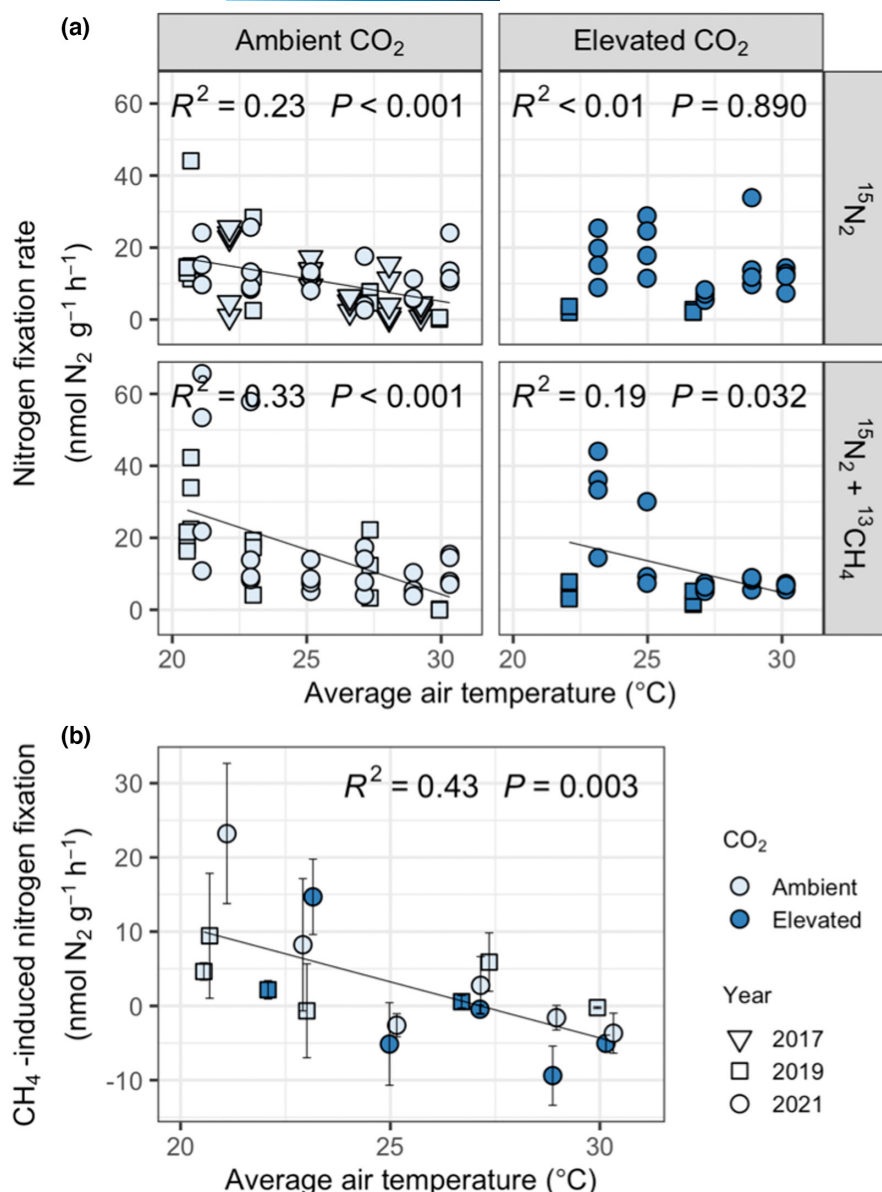 (a)
Ambient CO₂
Elevated CO₂
R² = 0.23 P < 0.001
R² < 0.01 P = 0.890
¹⁵N₂
R² = 0.33 P < 0.001
R² = 0.19 P = 0.032
¹⁵N₂ + ¹³CH₄
Nitrogen fixation rate
(nmol N₂ g⁻¹ h⁻¹)
60
40
20
0
60
40
20
0
20 25 30
20 25 30
Average air temperature (°C)
(b)
R² = 0.43 P = 0.003
CH₄ -induced nitrogen fixation
(nmol N₂ g⁻¹ h⁻¹)
30
20
10
0
-10
20 25 30
Average air temperature (°C)
CO₂
Ambient
Elevated
Year
2017
2019
2021